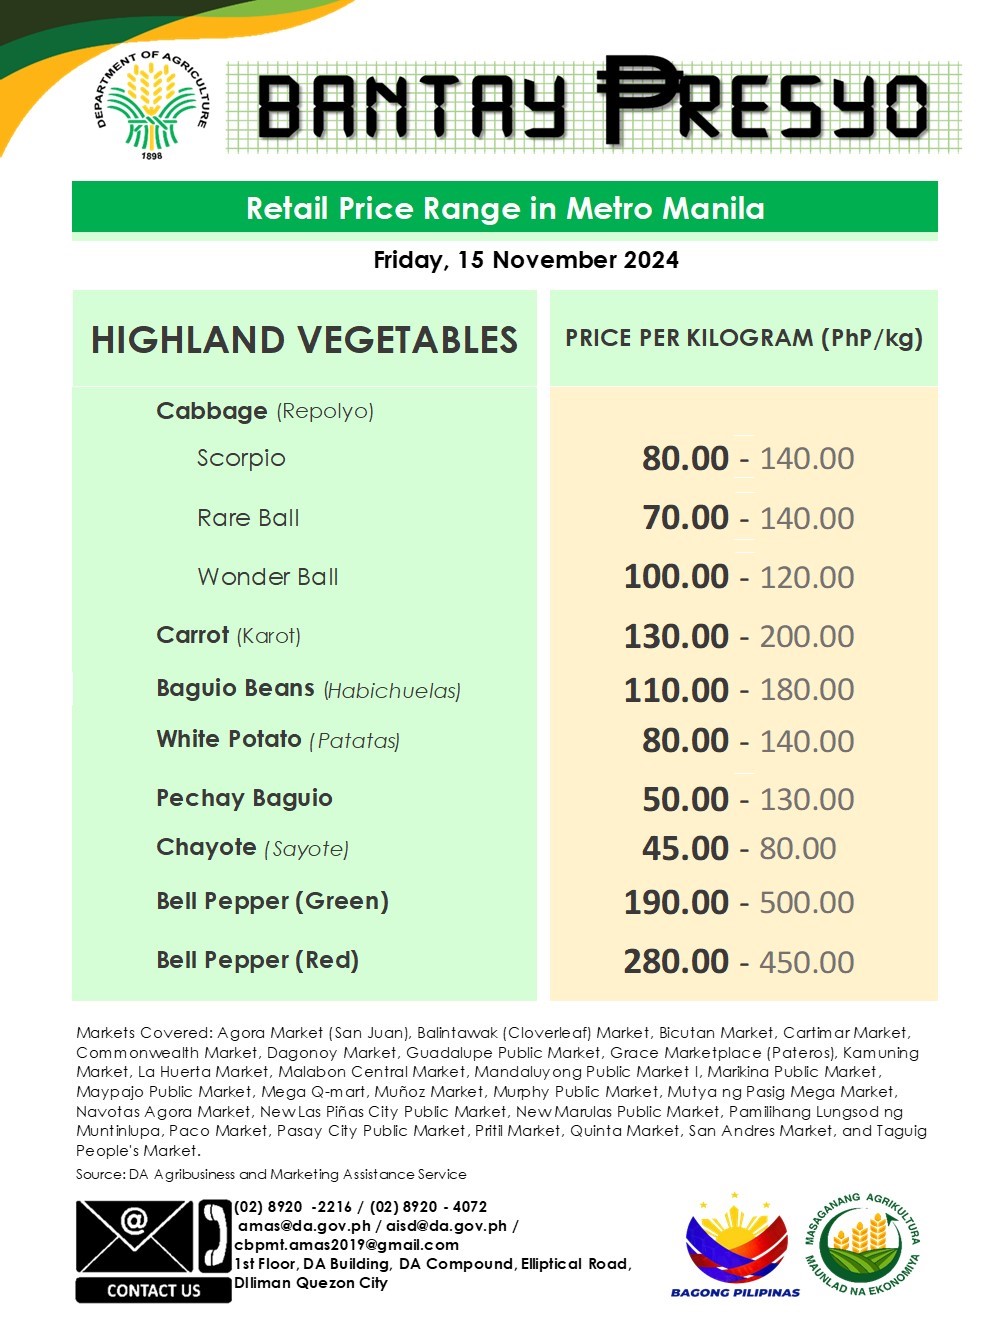 DEPARTMENT OF AGRICULTURE
1898
BANTAY PRESYO
Retail Price Range in Metro Manila
Friday, 15 November 2024
HIGHLAND VEGETABLES PRICE PER KILOGRAM (PhP/kg)
Cabbage (Repolyo)
Scorpio 80.00 - 140.00
Rare Ball 70.00 - 140.00
Wonder Ball 100.00 - 120.00
Carrot (Karot) 130.00 - 200.00
Baguio Beans (Habichuelas) 110.00 - 180.00
White Potato (Patatas) 80.00 - 140.00
Pechay Baguio 50.00 - 130.00
Chayote (Sayote) 45.00 - 80.00
Bell Pepper (Green) 190.00 - 500.00
Bell Pepper (Red) 280.00 - 450.00
Markets Covered: Agora Market (San Juan), Balintawak (Cloverleaf) Market, Bicutan Market, Cartimar Market,
Commonwealth Market, Dagonoy Market, Guadalupe Public Market, Grace Marketplace (Pateros), Kamuning
Market, La Huerta Market, Malabon Central Market, Mandaluyong Public Market I, Marikina Public Market,
Maypajo Public Market, Mega Q-mart, Muñoz Market, Murphy Public Market, Mutya ng Pasig Mega Market,
Navotas Agora Market, New Las Piñas City Public Market, New Marulas Public Market, Pamilihang Lungsod ng
Muntinlupa, Paco Market, Pasay City Public Market, Pritil Market, Quinta Market, San Andres Market, and Taguig
People's Market.
Source: DA Agribusiness and Marketing Assistance Service
(02) 8920 -2216 / (02) 8920 - 4072
amas@da.gov.ph / aisd@da.gov.ph /
cbpmt.amas2019@gmail.com
1st Floor, DA Building, DA Compound, Elliptical Road,
DIliman Quezon City
@
CONTACT US
BAGONG PILIPINAS
MASAGANANG AGRIKULTURA
MAUNLAD NA EKONOMIYA